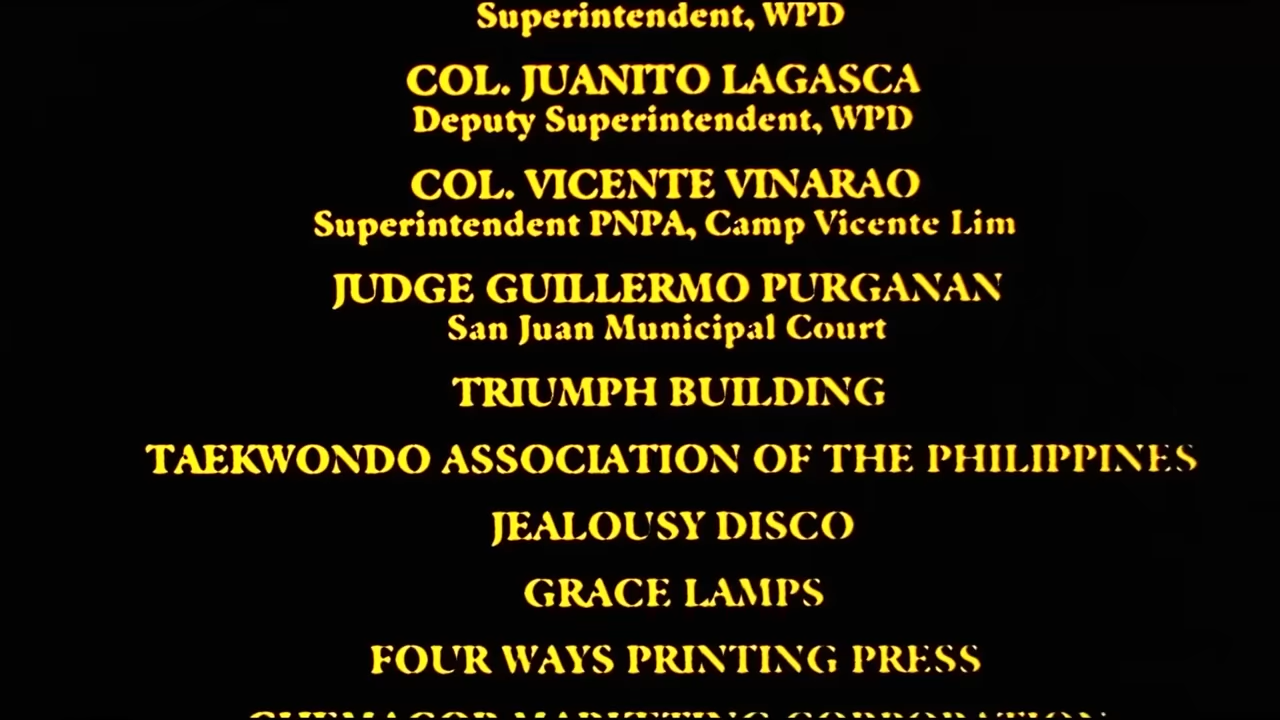 Superintendent, WPD
COL. JUANITO LAGASCA
Deputy Superintendent, WPD
COL. VICENTE VINARAO
Superintendent PNPA, Camp Vicente Lim
JUDGE GUILLERMO PURGANAN
San Juan Municipal Court
TRIUMPH BUILDING
TAEKWONDO ASSOCIATION OF THE PHILIPPINES
JEALOUSY DISCO
GRACE LAMPS
FOUR WAYS PRINTING PRESS
MARKETING CORPORATION